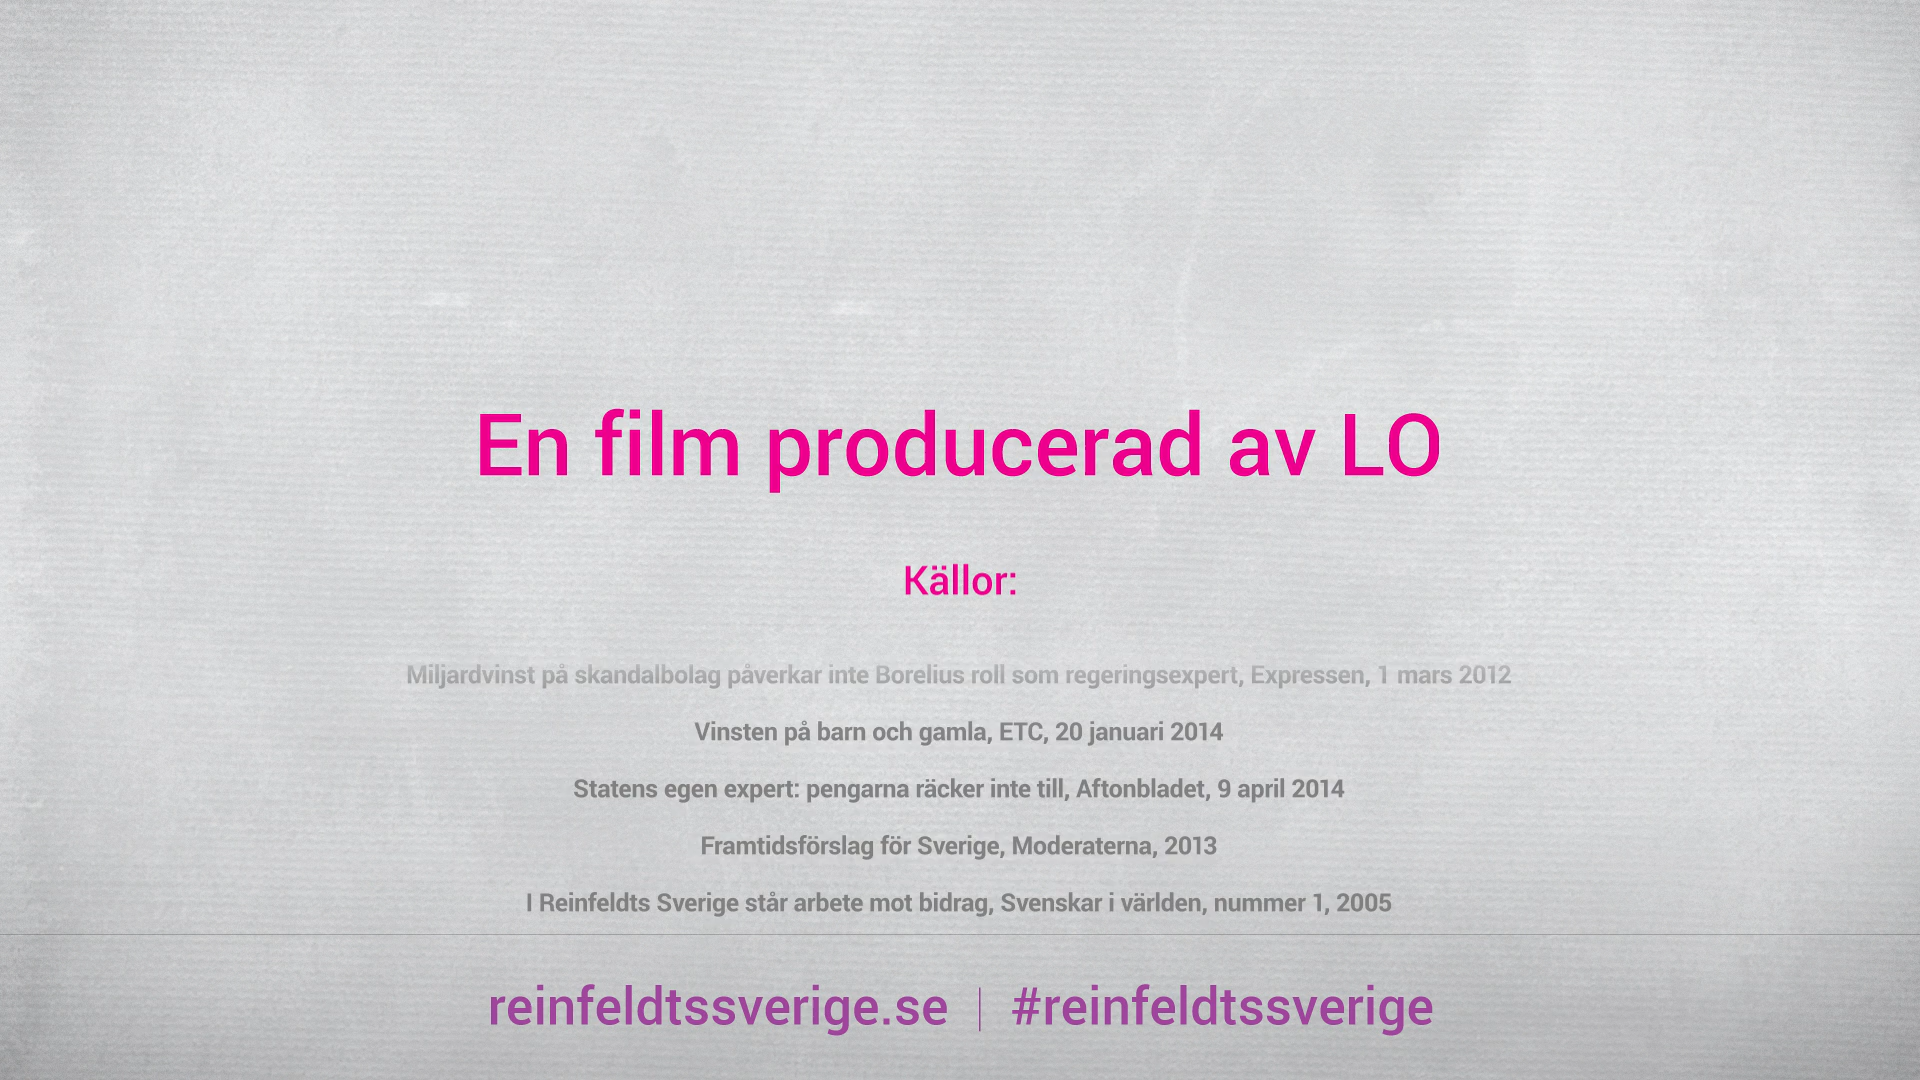 En film producerad av LO
Källor:
Miljardvinst på skandalbolag påverkar inte Borelius roll som regeringsexpert, Expressen, 1 mars 2012
Vinsten på barn och gamla, ETC, 20 januari 2014
Statens egen expert: pengarna räcker inte till, Aftonbladet, 9 april 2014
Framtidsförslag för Sverige, Moderaterna, 2013
I Reinfeldts Sverige står arbete mot bidrag, Svenskar i världen, nummer 1, 2005
reinfeldtssverige.se | #reinfeldtssverige